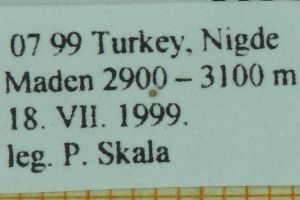 07 99 Turkey, Nigde
Maden 2900 – 3100 m
18. VII. 1999.
leg. P. Skala